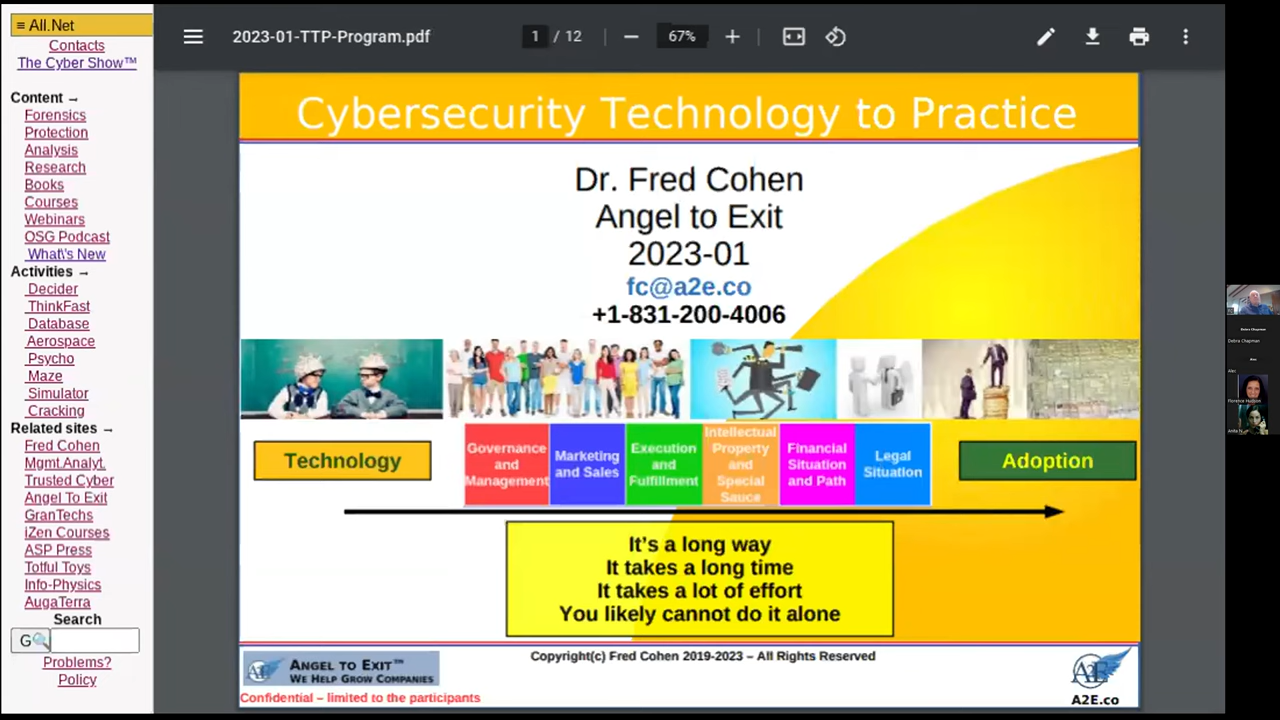 ≡ All.Net
Contacts
The Cyber Show™
Content →
Forensics
Protection
Analysis
Research
Books
Courses
Webinars
OSG Podcast
What\'s New
Activities →
Decider
ThinkFast
Database
Aerospace
Psycho
Maze
Simulator
Cracking
Related sites →
Fred Cohen
Mgmt.Analyt.
Trusted Cyber
Angel To Exit
GranTechs
iZen Courses
ASP Press
Totful Toys
Info-Physics
AugaTerra
Search
G
Problems?
Policy
2023-01-TTP-Program.pdf
1 / 12
67%
Cybersecurity Technology to Practice
Dr. Fred Cohen
Angel to Exit
2023-01
fc@a2e.co
+1-831-200-4006
Technology
Governance
and
Management
Marketing
and Sales
Execution
and
Fulfillment
Intellectual
Property
and
Special
Sauce
Financial
Situation
and Path
Legal
Situation
Adoption
It's a long way
It takes a long time
It takes a lot of effort
You likely cannot do it alone
ANGEL TO EXIT™
WE HELP GROW COMPANIES
Confidential – limited to the participants
Copyright(c) Fred Cohen 2019-2023 – All Rights Reserved
A2E
A2E.co
Debra Chapman
Debra Chapman
Alec